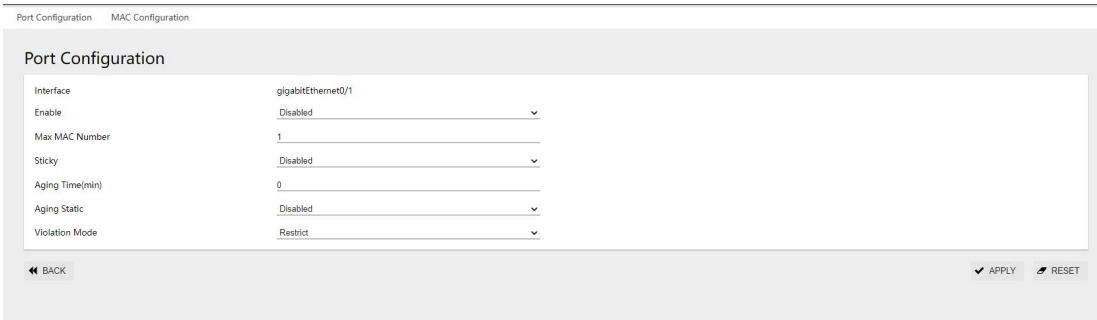 Port Configuration MAC Configuration
Port Configuration
Interface gigabitEthernet0/1
Enable Disabled
Max MAC Number 1
Sticky Disabled
Aging Time(min) 0
Aging Static Disabled
Violation Mode Restrict
BACK APPLY RESET